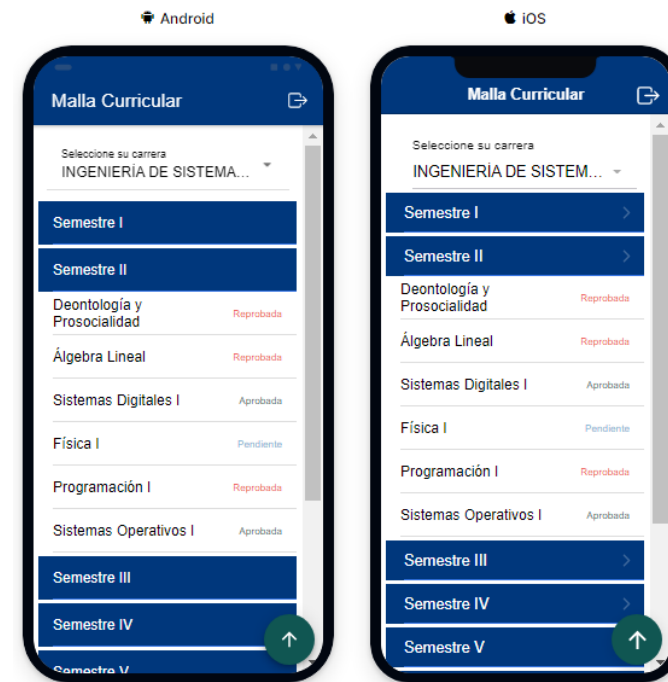 Android
Malla Curricular
Seleccione su carrera
INGENIERÍA DE SISTEMA...
Semestre I
Semestre II
Deontología y
Prosocialidad
Reprobada
Álgebra Lineal
Reprobada
Sistemas Digitales I
Aprobada
Física I
Pendiente
Programación I
Reprobada
Sistemas Operativos I
Aprobada
Semestre III
Semestre IV
Semestre V
iOS
Malla Curricular
Seleccione su carrera
INGENIERÍA DE SISTEM...
Semestre I
Semestre II
Deontología y
Prosocialidad
Reprobada
Álgebra Lineal
Reprobada
Sistemas Digitales I
Aprobada
Física I
Pendiente
Programación I
Reprobada
Sistemas Operativos I
Aprobada
Semestre III
Semestre IV
Semestre V